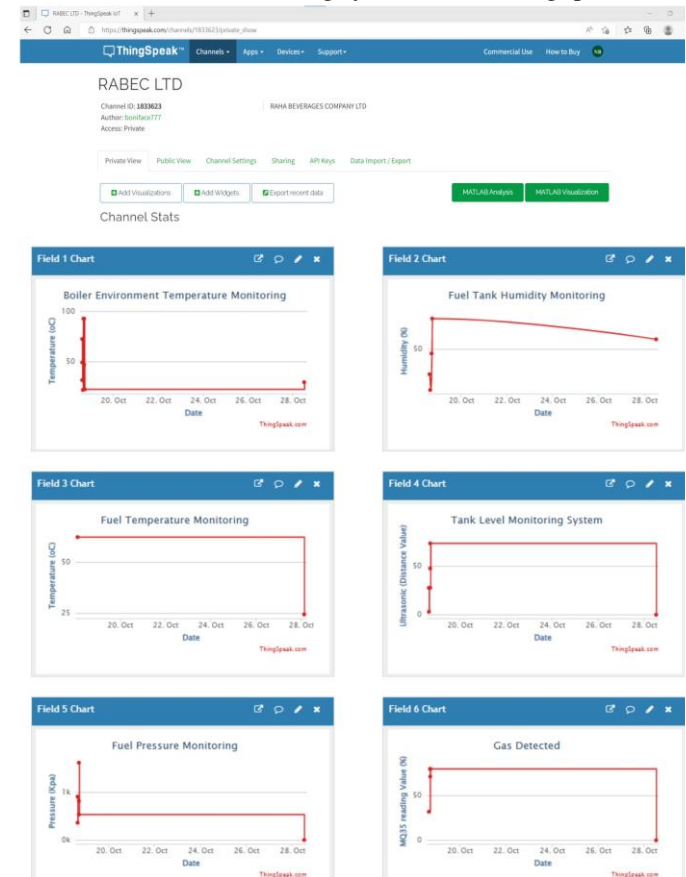 RABEC LTD - ThingSpeak IoT
https://thingspeak.com/channels/1833623/private_show
ThingSpeak™ Channels Apps Devices Support Commercial Use How to Buy
RABEC LTD
Channel ID: 1833623 RAHA BEVERAGES COMPANY LTD
Author: boniface777
Access: Private
Private View Public View Channel Settings Sharing API Keys Data Import / Export
Add Visualizations Add Widgets Export recent data MATLAB Analysis MATLAB Visualization
Channel Stats
Field 1 Chart
Boiler Environment Temperature Monitoring
Temperature (oC)
100
50
20. Oct 22. Oct 24. Oct 26. Oct 28. Oct
Date
ThingSpeak.com
Field 2 Chart
Fuel Tank Humidity Monitoring
Humidity (%)
50
20. Oct 22. Oct 24. Oct 26. Oct 28. Oct
Date
ThingSpeak.com
Field 3 Chart
Fuel Temperature Monitoring
Temperature (oC)
50
25
20. Oct 22. Oct 24. Oct 26. Oct 28. Oct
Date
ThingSpeak.com
Field 4 Chart
Tank Level Monitoring System
Ultrasonic (Distance Value)
50
0
20. Oct 22. Oct 24. Oct 26. Oct 28. Oct
Date
ThingSpeak.com
Field 5 Chart
Fuel Pressure Monitoring
Pressure (Kpa)
1k
0k
20. Oct 22. Oct 24. Oct 26. Oct 28. Oct
Date
ThingSpeak.com
Field 6 Chart
Gas Detected
MQ35 reading Value (%)
50
0
20. Oct 22. Oct 24. Oct 26. Oct 28. Oct
Date
ThingSpeak.com